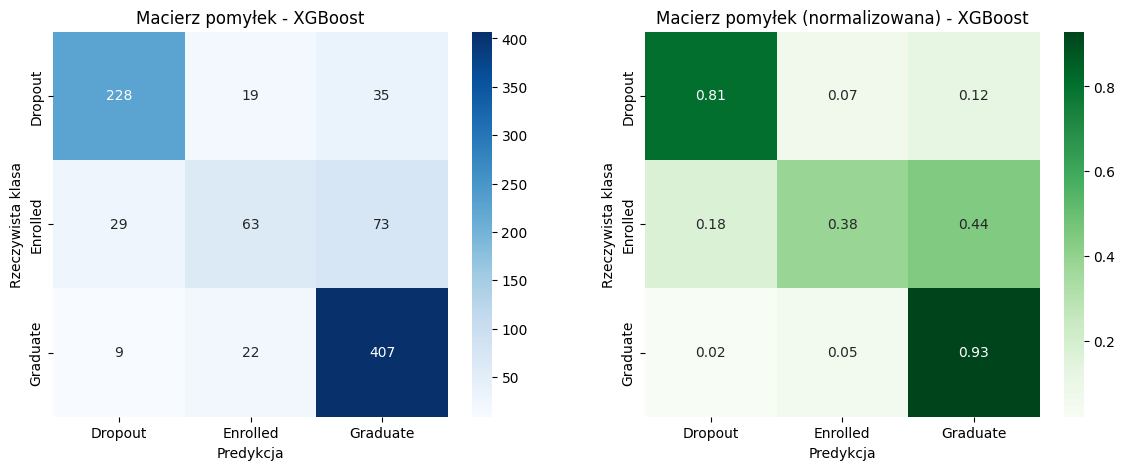 Macierz pomyłek - XGBoost
Rzeczywista klasa
Dropout
Enrolled
Graduate
228 19 35
29 63 73
9 22 407
Dropout Enrolled Graduate
Predykcja
400
350
300
250
200
150
100
50
Macierz pomyłek (normalizowana) - XGBoost
Rzeczywista klasa
Dropout
Enrolled
Graduate
0.81 0.07 0.12
0.18 0.38 0.44
0.02 0.05 0.93
Dropout Enrolled Graduate
Predykcja
0.8
0.6
0.4
0.2